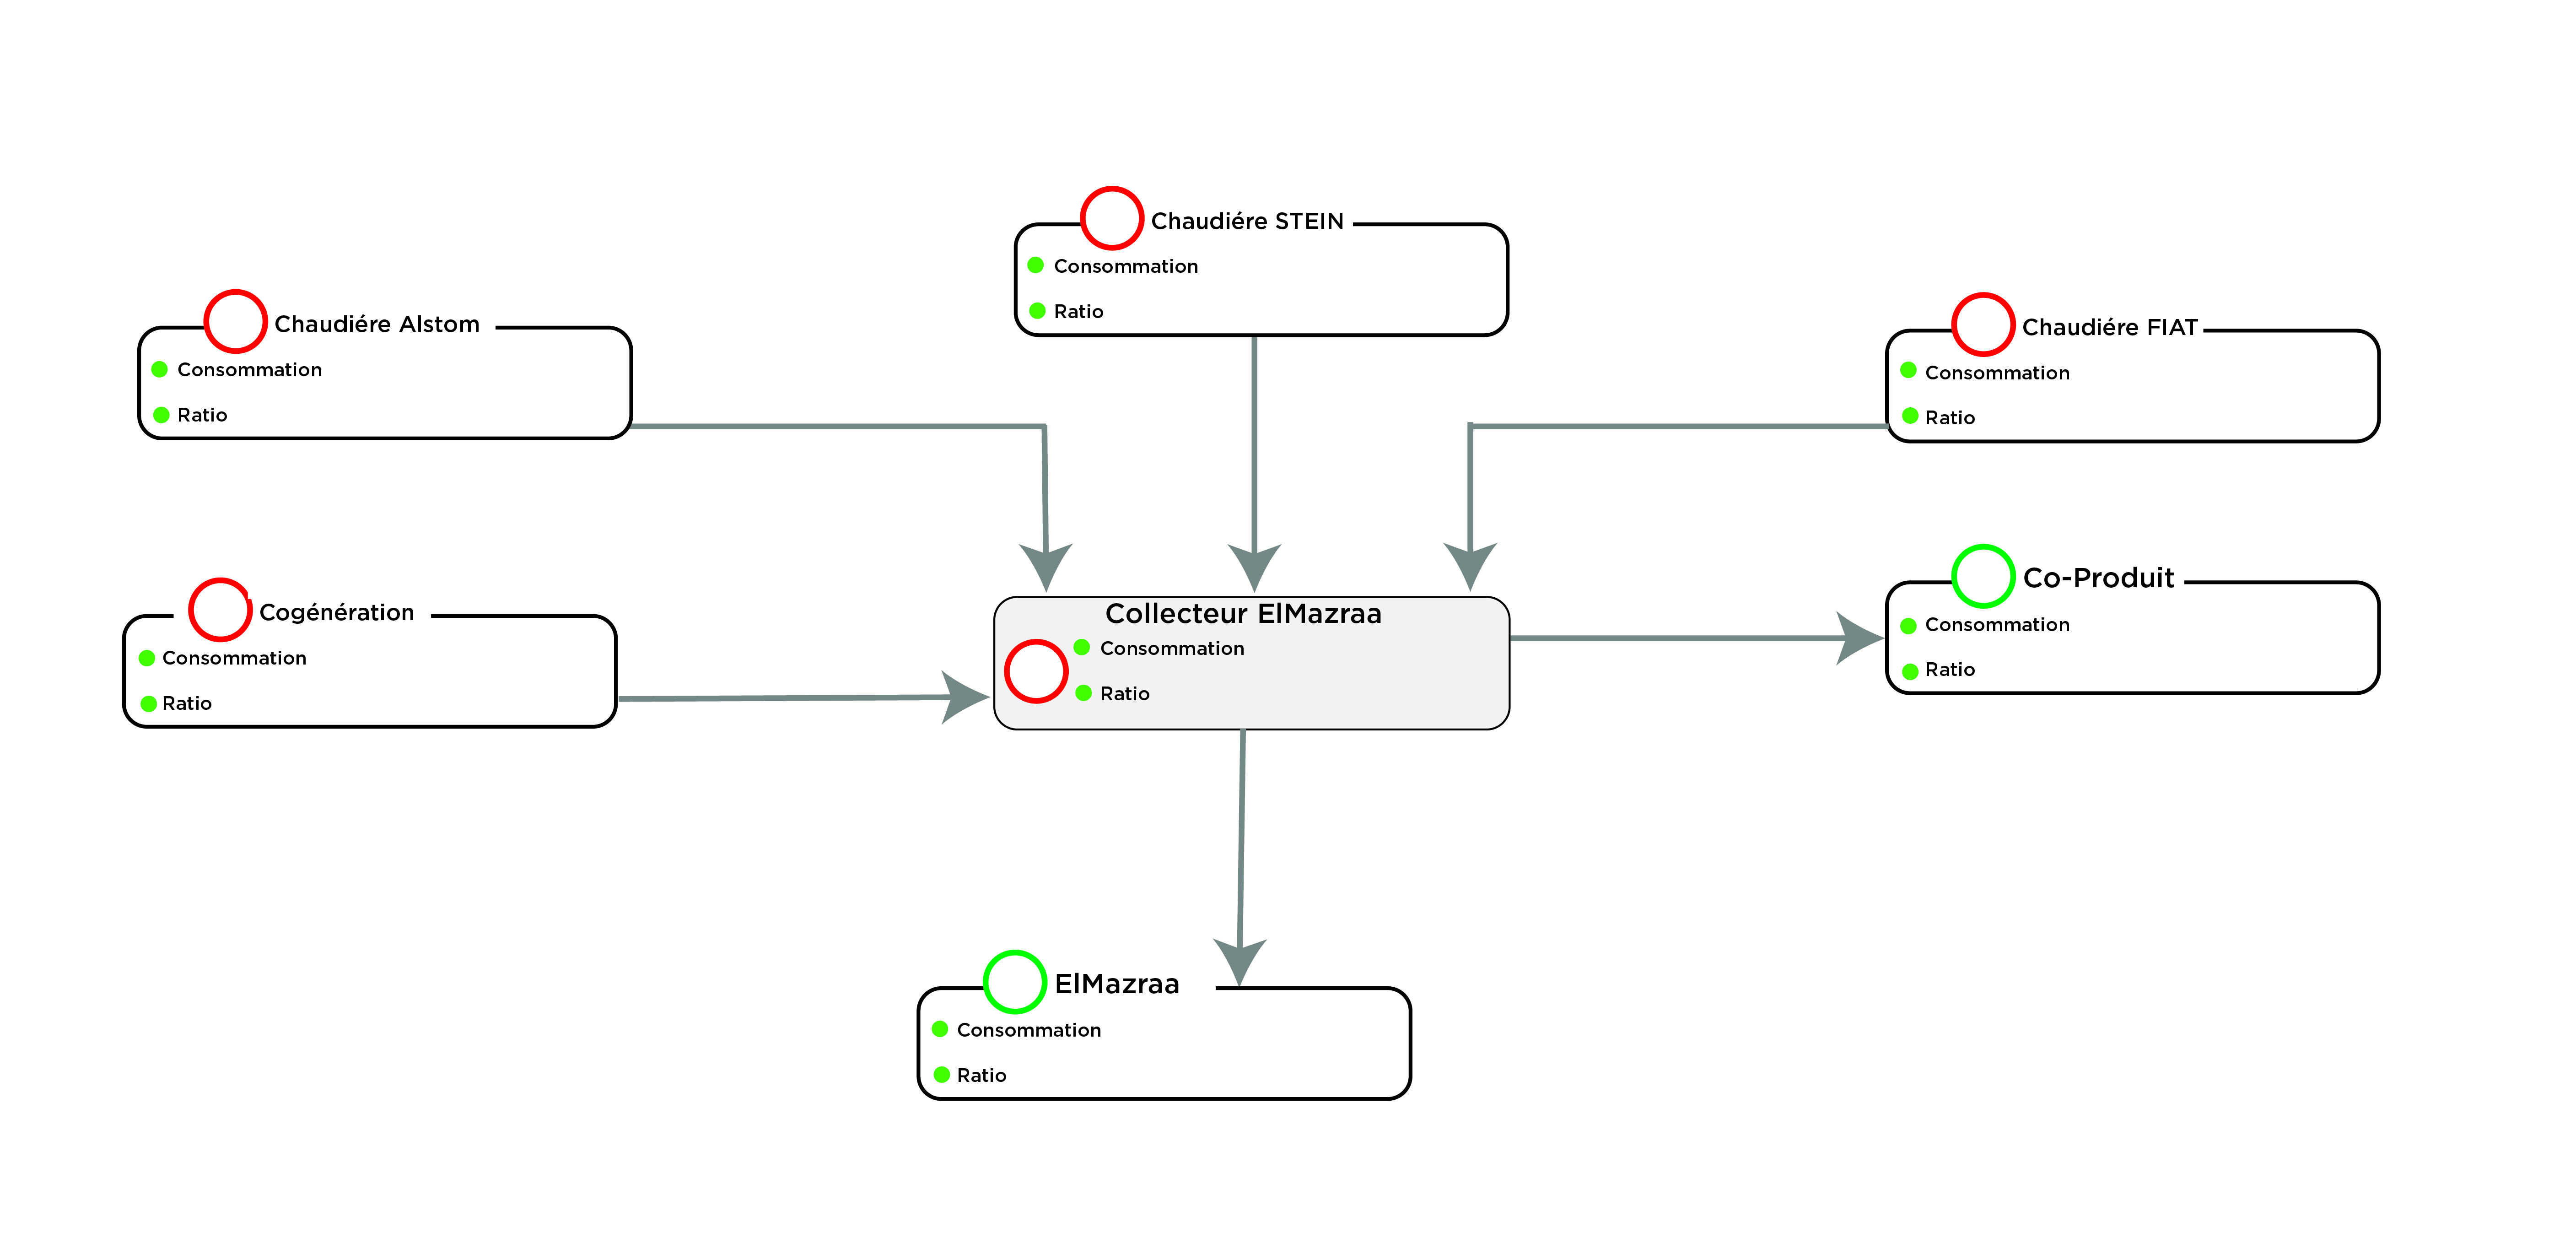 Chaudiére STEIN
Consommation
Ratio
Chaudiére Alstom
Consommation
Ratio
Chaudiére FIAT
Consommation
Ratio
Cogénération
Consommation
Ratio
Collecteur ElMazraa
Consommation
Ratio
Co-Produit
Consommation
Ratio
ElMazraa
Consommation
Ratio